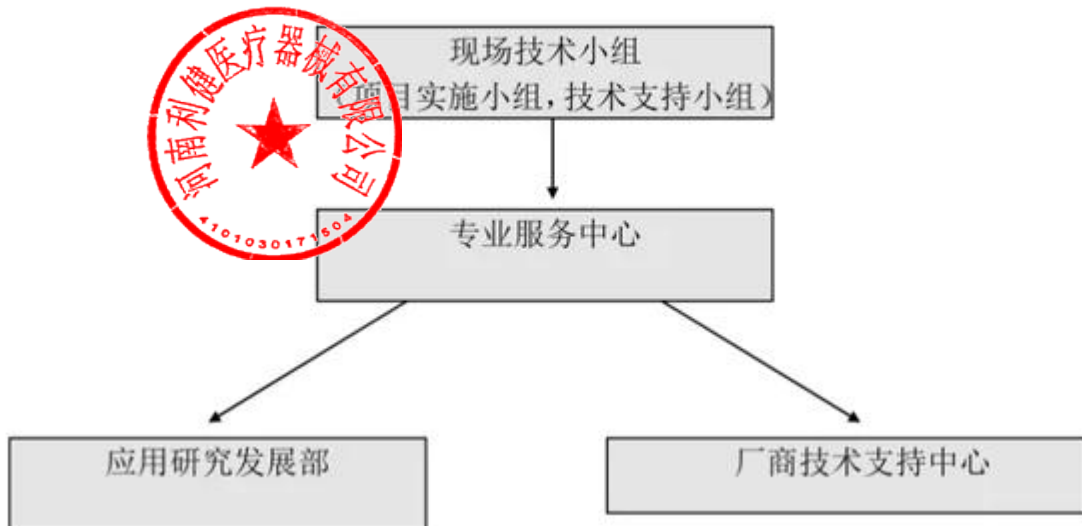 现场技术小组
（项目实施小组，技术支持小组）
河南利健医疗器械有限公司
4101030171504
专业服务中心
应用研究发展部
厂商技术支持中心